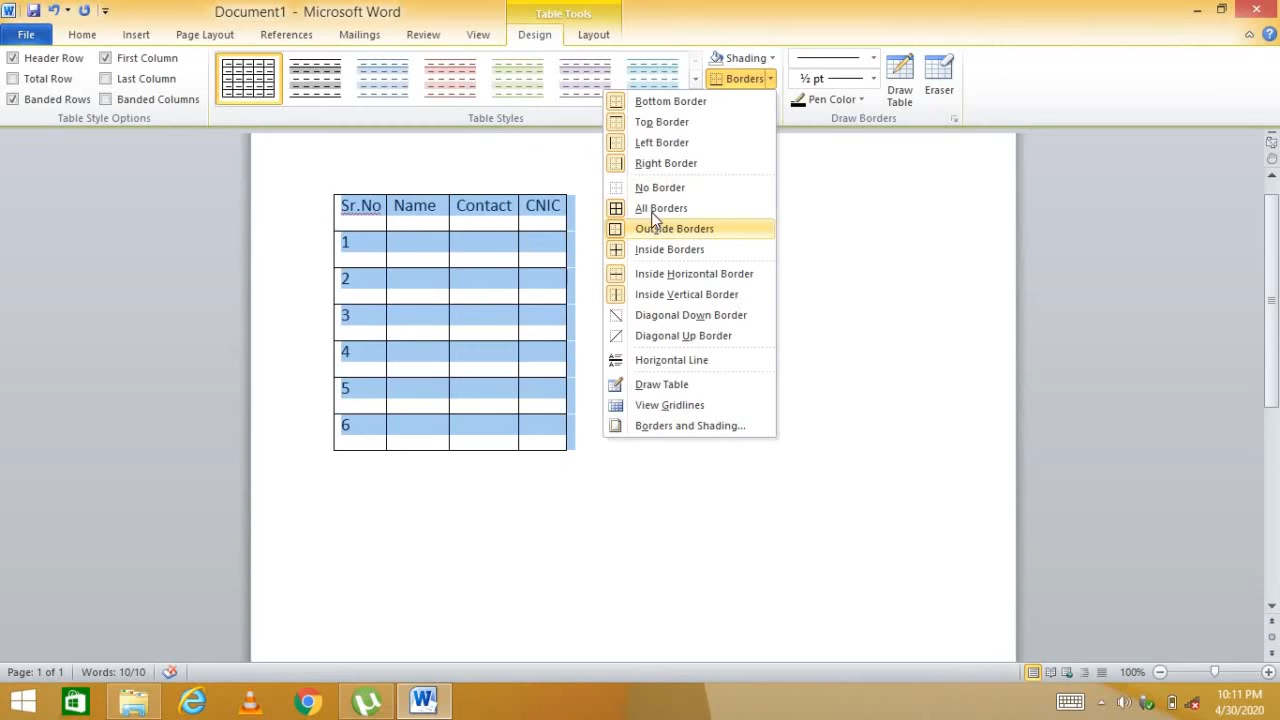 Document1 - Microsoft Word
Table Tools
File Home Insert Page Layout References Mailings Review View Design Layout
Header Row First Column
Total Row Last Column
Banded Rows Banded Columns
Table Style Options
Table Styles
Shading
Borders
½ pt
Pen Color
Draw Table
Eraser
Draw Borders
Bottom Border
Top Border
Left Border
Right Border
No Border
All Borders
Outside Borders
Inside Borders
Inside Horizontal Border
Inside Vertical Border
Diagonal Down Border
Diagonal Up Border
Horizontal Line
Draw Table
View Gridlines
Borders and Shading...
Sr.No Name Contact CNIC
1
2
3
4
5
6
Page: 1 of 1 Words: 10/10 100%
10:11 PM
4/30/2020